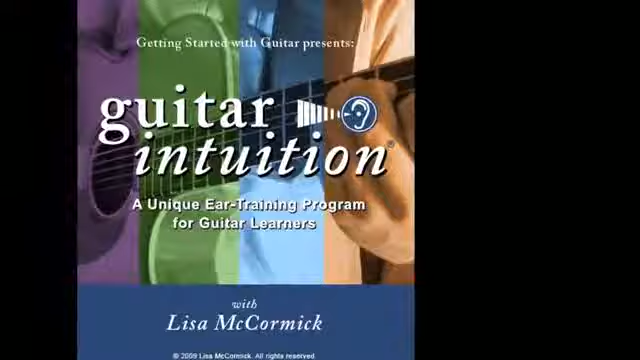 Getting Started with Guitar presents:
guitar
intuition®
A Unique Ear-Training Program
for Guitar Learners
with
Lisa McCormick
© 2009 Lisa McCormick. All rights reserved